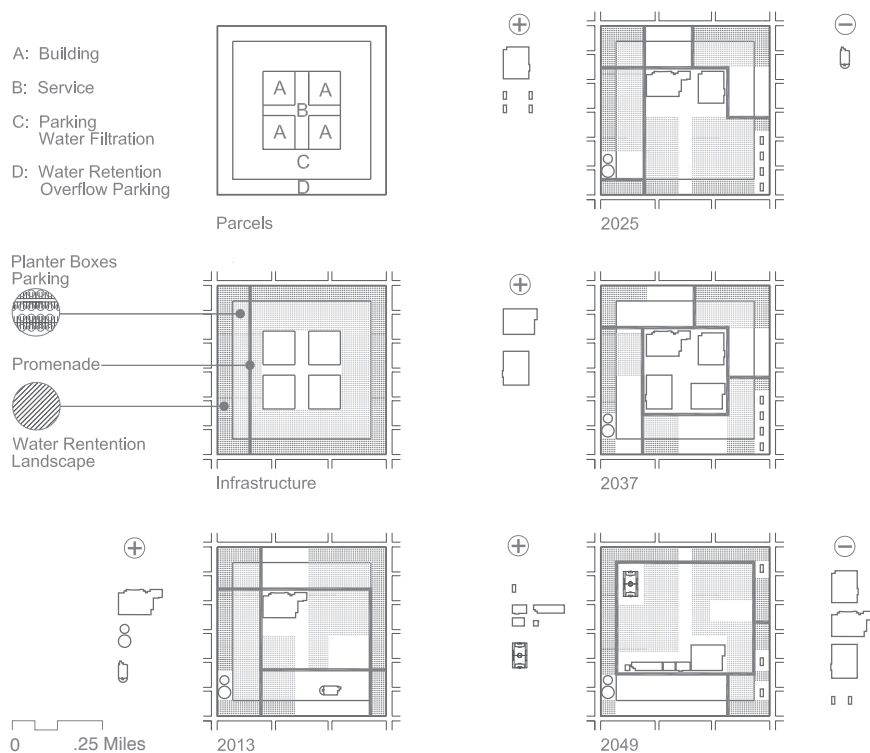 A: Building
B: Service
C: Parking
Water Filtration
D: Water Retention
Overflow Parking
A
A
B
A
A
C
D
Parcels
+
−
2025
Planter Boxes
Parking
Promenade
Water Rentention
Landscape
Infrastructure
+
2037
+
0 .25 Miles
2013
+
−
2049